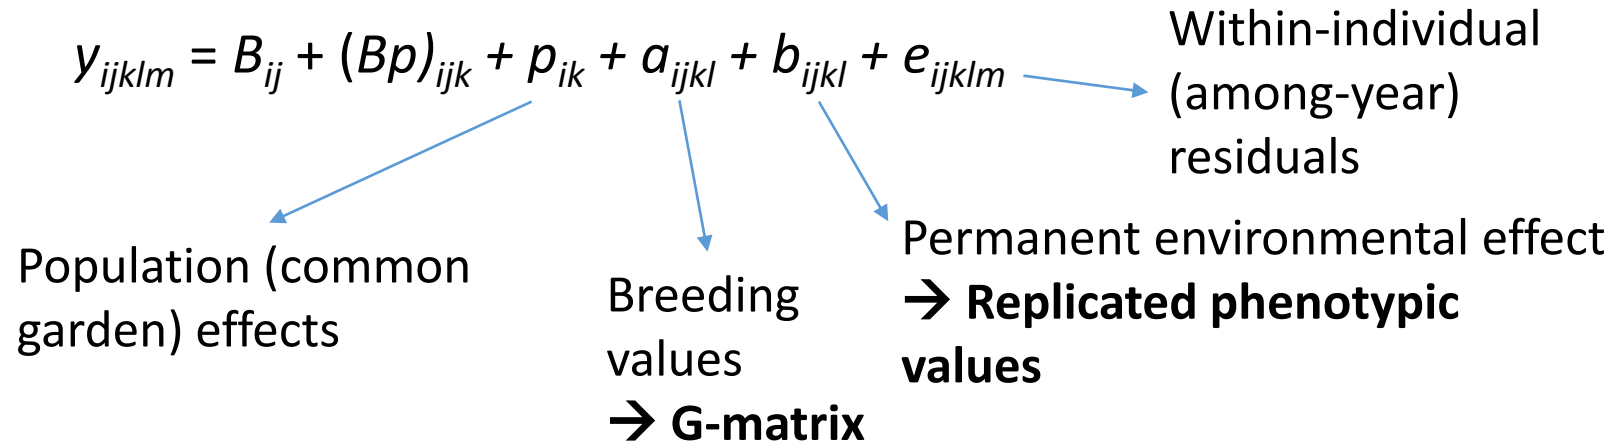 y_ijklm = B_ij + (Bp)_ijk + p_ik + a_ijkl + b_ijkl + e_ijklm
Within-individual
(among-year)
residuals
Population (common
garden) effects
Breeding
values
→ G-matrix
Permanent environmental effect
→ Replicated phenotypic
values